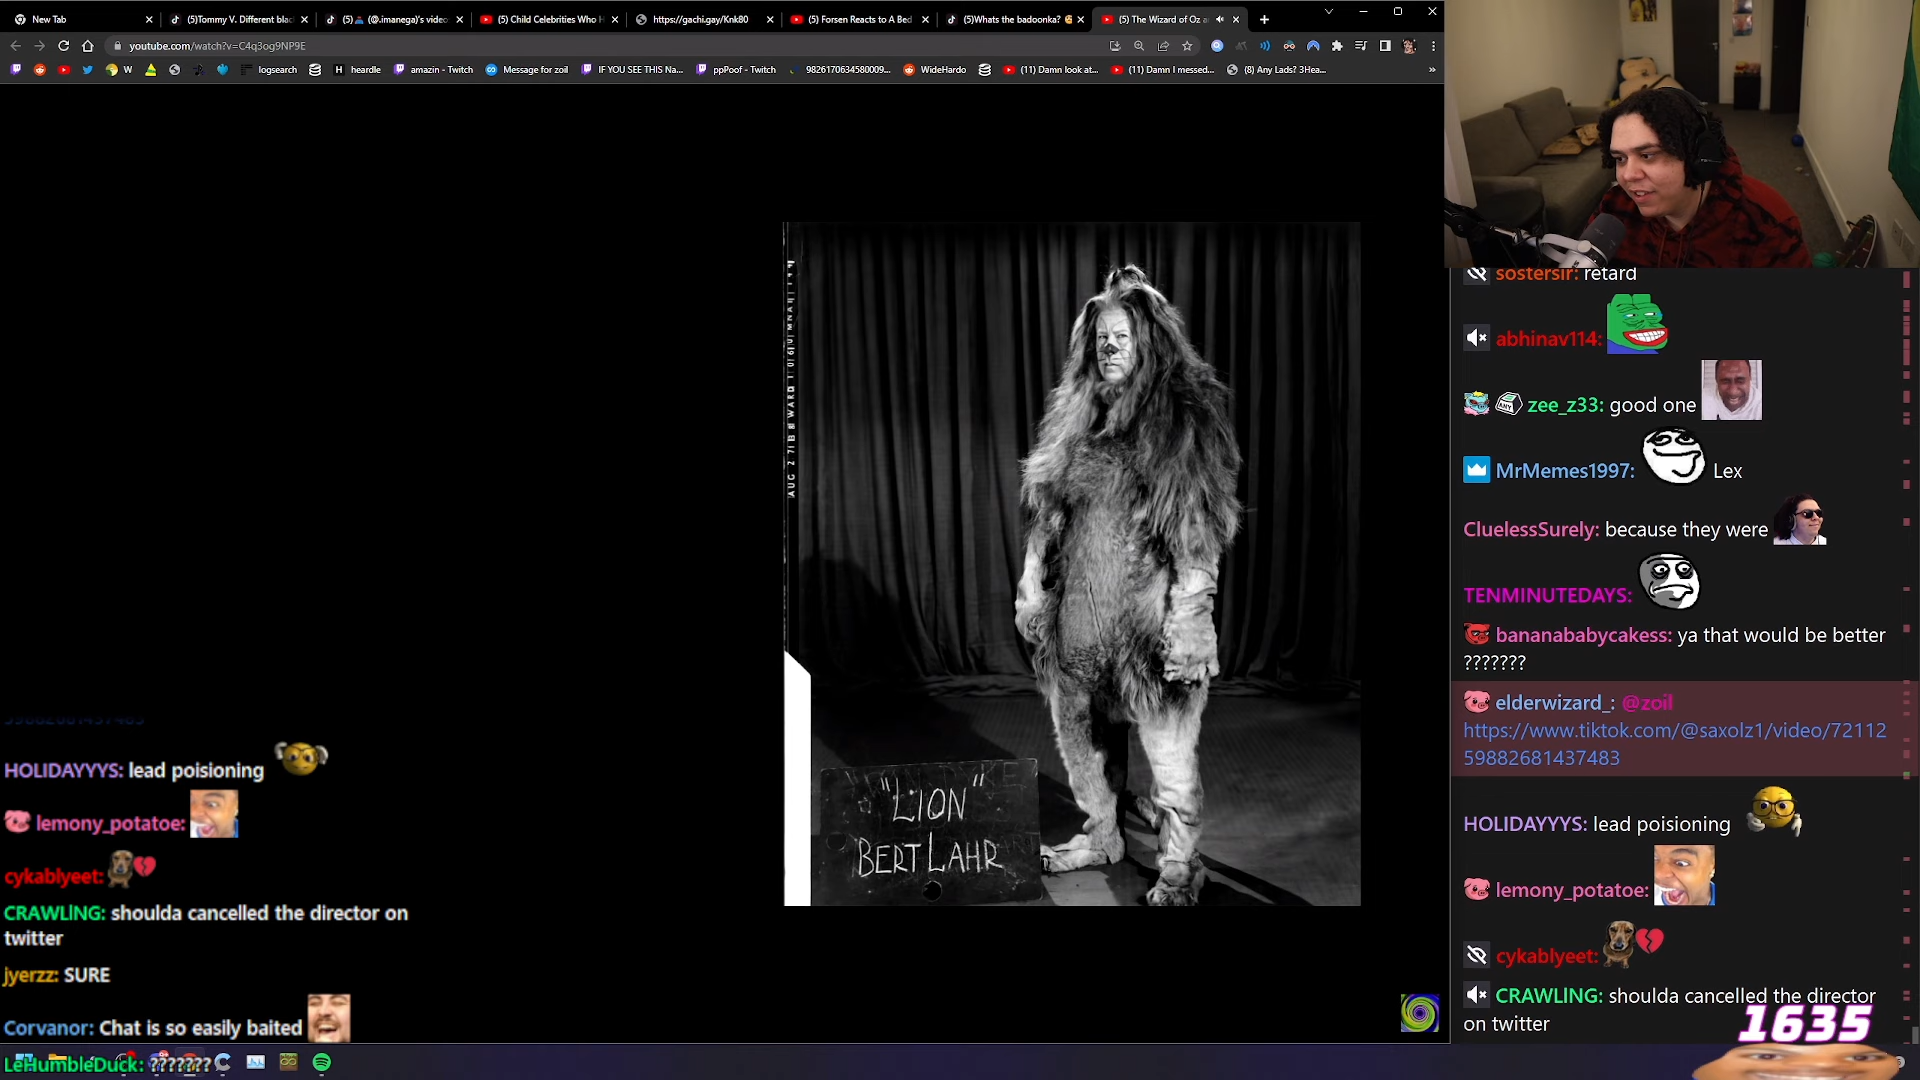 New Tab
(5)Tommy V. Different blac
(5) (@.imanega)'s video
(5) Child Celebrities Who H
https://gachi.gay/Knk80
(5) Forsen Reacts to A Bed
(5)Whats the badoonka?
(5) The Wizard of Oz a
youtube.com/watch?v=C4q3og9NP9E
W
logsearch
H heardle
amazin - Twitch
Message for zoil
IF YOU SEE THIS Na...
ppPoof - Twitch
9826170634580009...
WideHardo
(11) Damn look at...
(11) Damn I messed...
(8) Any Lads? 3Hea...
»
"LION"
BERT LAHR
HOLIDAYYYS: lead poisioning
lemony_potatoe:
cykablyeet:
CRAWLING: shoulda cancelled the director on
twitter
jyerzz: SURE
Corvanor: Chat is so easily baited
LeHumbleDuck: ???????
sostersir: retard
abhinav114:
zee_z33: good one
MrMemes1997: Lex
CluelessSurely: because they were
TENMINUTEDAYS:
bananababycakess: ya that would be better
???????
elderwizard_: @zoil
https://www.tiktok.com/@saxolz1/video/72112
59882681437483
HOLIDAYYYS: lead poisioning
lemony_potatoe:
cykablyeet:
CRAWLING: shoulda cancelled the director
on twitter
1635